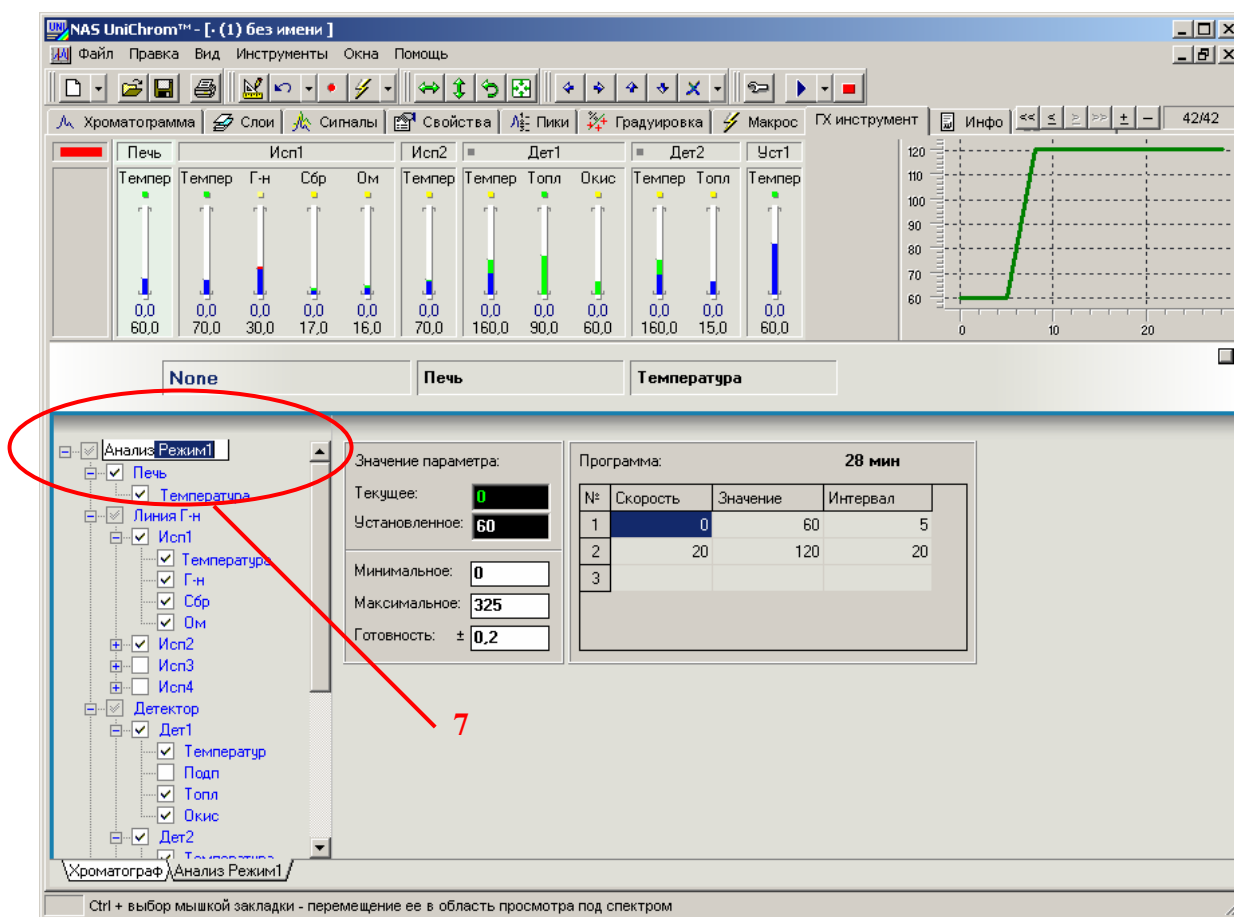 NAS UniChrom™ - [· (1) без имени ]
Файл Правка Вид Инструменты Окна Помощь
Хроматограмма Слои Сигналы Свойства Пики Градуировка Макрос ГХ инструмент Инфо << ≤ ≥ >> ± − 42/42
Печь Исп1 Исп2 Дет1 Дет2 Уст1
Темпер Темпер Г-н Сбр Ом Темпер Темпер Топл Окис Темпер Топл Темпер
0,0 0,0 0,0 0,0 0,0 0,0 0,0 0,0 0,0 0,0 0,0 0,0
60,0 70,0 30,0 17,0 16,0 70,0 160,0 90,0 60,0 160,0 15,0 60,0
120
110
100
90
80
70
60
0 10 20
None Печь Температура
Анализ Режим1
Печь
Температура
Линия Г-н
Исп1
Температура
Г-н
Сбр
Ом
Исп2
Исп3
Исп4
Детектор
Дет1
Температур
Подп
Топл
Окис
Дет2
Температура
Значение параметра:
Текущее: 0
Установленное: 60
Минимальное: 0
Максимальное: 325
Готовность: ± 0,2
Программа: 28 мин
№ Скорость Значение Интервал
1 0 60 5
2 20 120 20
3
7
Хроматограф Анализ Режим1
Ctrl + выбор мышкой закладки - перемещение ее в область просмотра под спектром